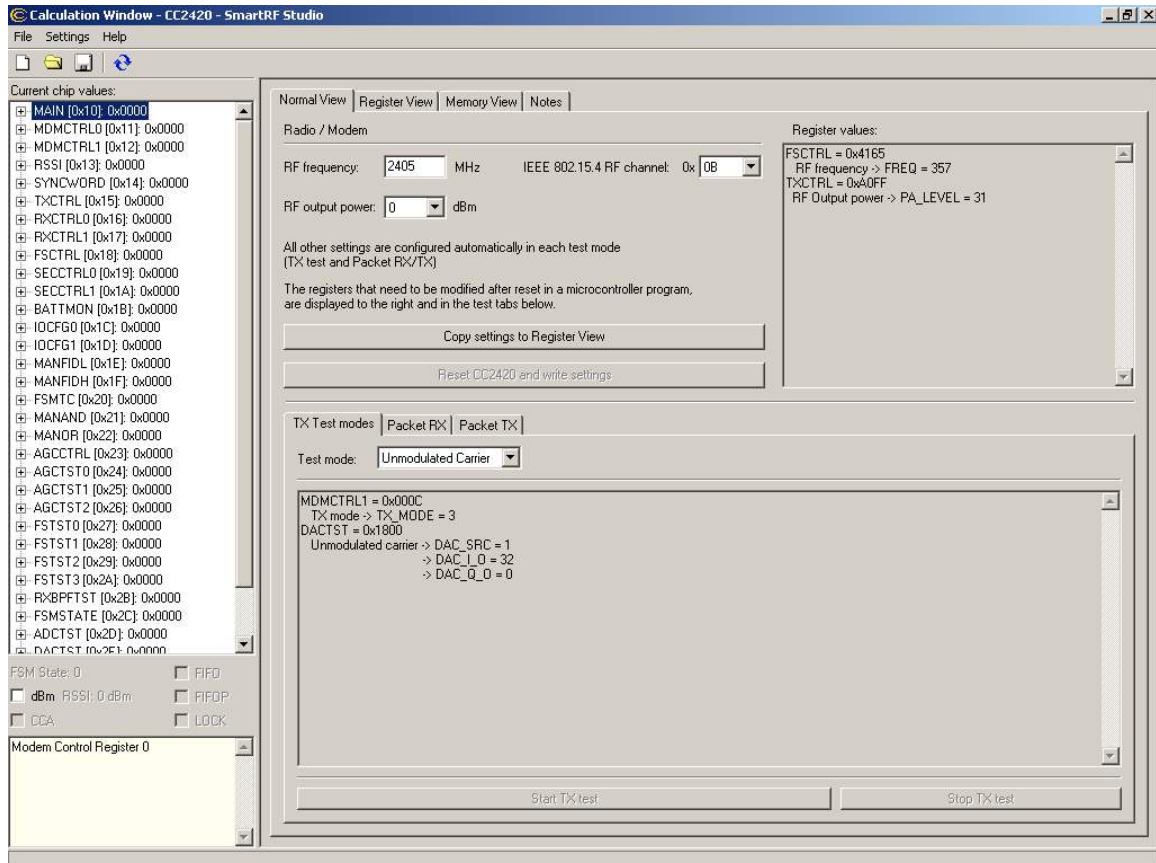 Calculation Window - CC2420 - SmartRF Studio
File Settings Help
Current chip values:
MAIN [0x10]: 0x0000
MDMCTRL0 [0x11]: 0x0000
MDMCTRL1 [0x12]: 0x0000
RSSI [0x13]: 0x0000
SYNCWORD [0x14]: 0x0000
TXCTRL [0x15]: 0x0000
RXCTRL0 [0x16]: 0x0000
RXCTRL1 [0x17]: 0x0000
FSCTRL [0x18]: 0x0000
SECCTRL0 [0x19]: 0x0000
SECCTRL1 [0x1A]: 0x0000
BATTMON [0x1B]: 0x0000
IOCFG0 [0x1C]: 0x0000
IOCFG1 [0x1D]: 0x0000
MANFIDL [0x1E]: 0x0000
MANFIDH [0x1F]: 0x0000
FSMTC [0x20]: 0x0000
MANAND [0x21]: 0x0000
MANOR [0x22]: 0x0000
AGCCTRL [0x23]: 0x0000
AGCTST0 [0x24]: 0x0000
AGCTST1 [0x25]: 0x0000
AGCTST2 [0x26]: 0x0000
FSTST0 [0x27]: 0x0000
FSTST1 [0x28]: 0x0000
FSTST2 [0x29]: 0x0000
FSTST3 [0x2A]: 0x0000
RXBPFTST [0x2B]: 0x0000
FSMSTATE [0x2C]: 0x0000
ADCTST [0x2D]: 0x0000
DACTST [0x2E]: 0x0000
FSM State: 0 FIFO
dBm RSSI: 0 dBm FIFOP
CCA LOCK
Modem Control Register 0
Normal View Register View Memory View Notes
Radio / Modem
RF frequency: 2405 MHz IEEE 802.15.4 RF channel: 0x 0B
RF output power: 0 dBm
All other settings are configured automatically in each test mode
(TX test and Packet RX/TX)
The registers that need to be modified after reset in a microcontroller program,
are displayed to the right and in the test tabs below.
Copy settings to Register View
Reset CC2420 and write settings
Register values:
FSCTRL = 0x4165
RF frequency -> FREQ = 357
TXCTRL = 0xA0FF
RF Output power -> PA_LEVEL = 31
TX Test modes Packet RX Packet TX
Test mode: Unmodulated Carrier
MDMCTRL1 = 0x000C
TX mode -> TX_MODE = 3
DACTST = 0x1800
Unmodulated carrier -> DAC_SRC = 1
-> DAC_I_O = 32
-> DAC_Q_O = 0
Start TX test Stop TX test